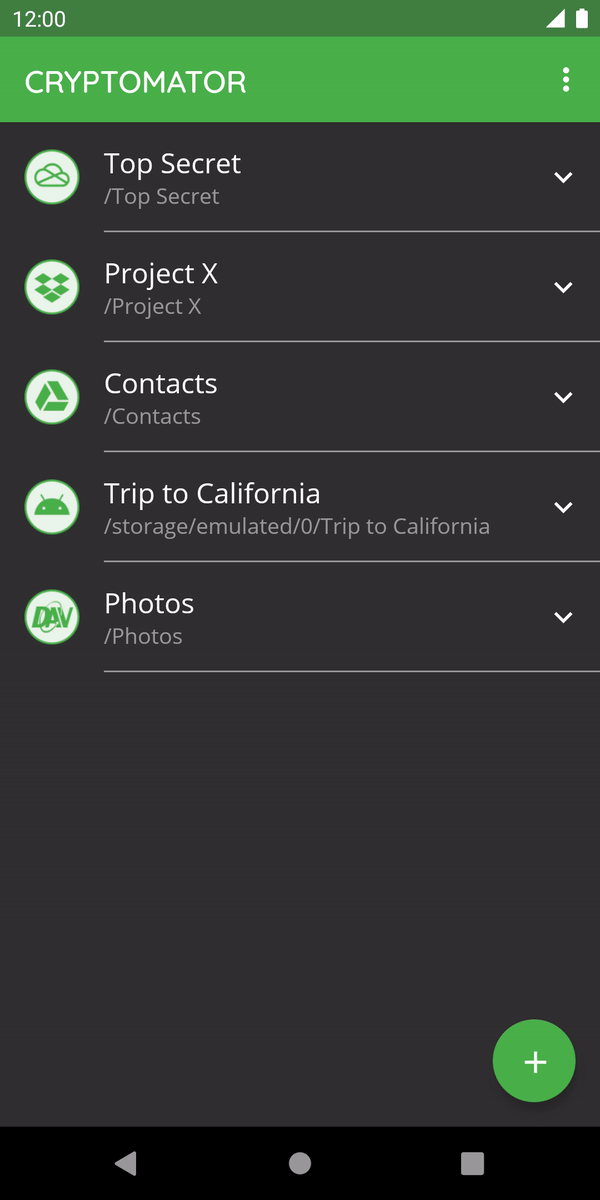 12:00
CRYPTOMATOR
Top Secret
/Top Secret
Project X
/Project X
Contacts
/Contacts
Trip to California
/storage/emulated/0/Trip to California
DAV
Photos
/Photos